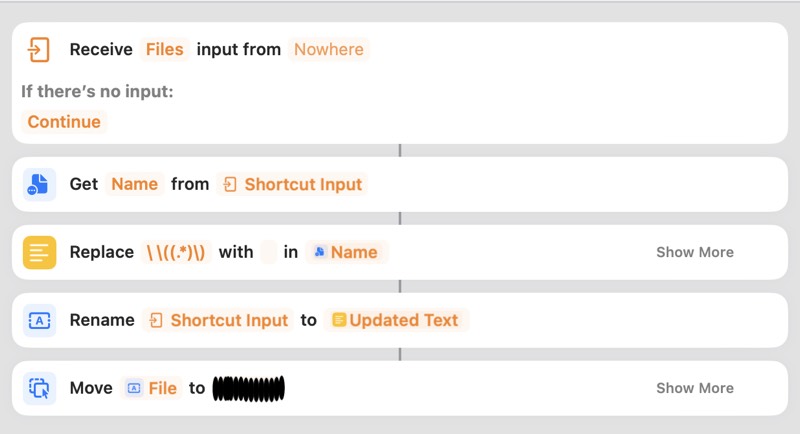 Receive Files input from Nowhere
If there’s no input:
Continue
Get Name from Shortcut Input
Replace \ \((.*)\) with in Name Show More
Rename Shortcut Input to Updated Text
Move File to Show More